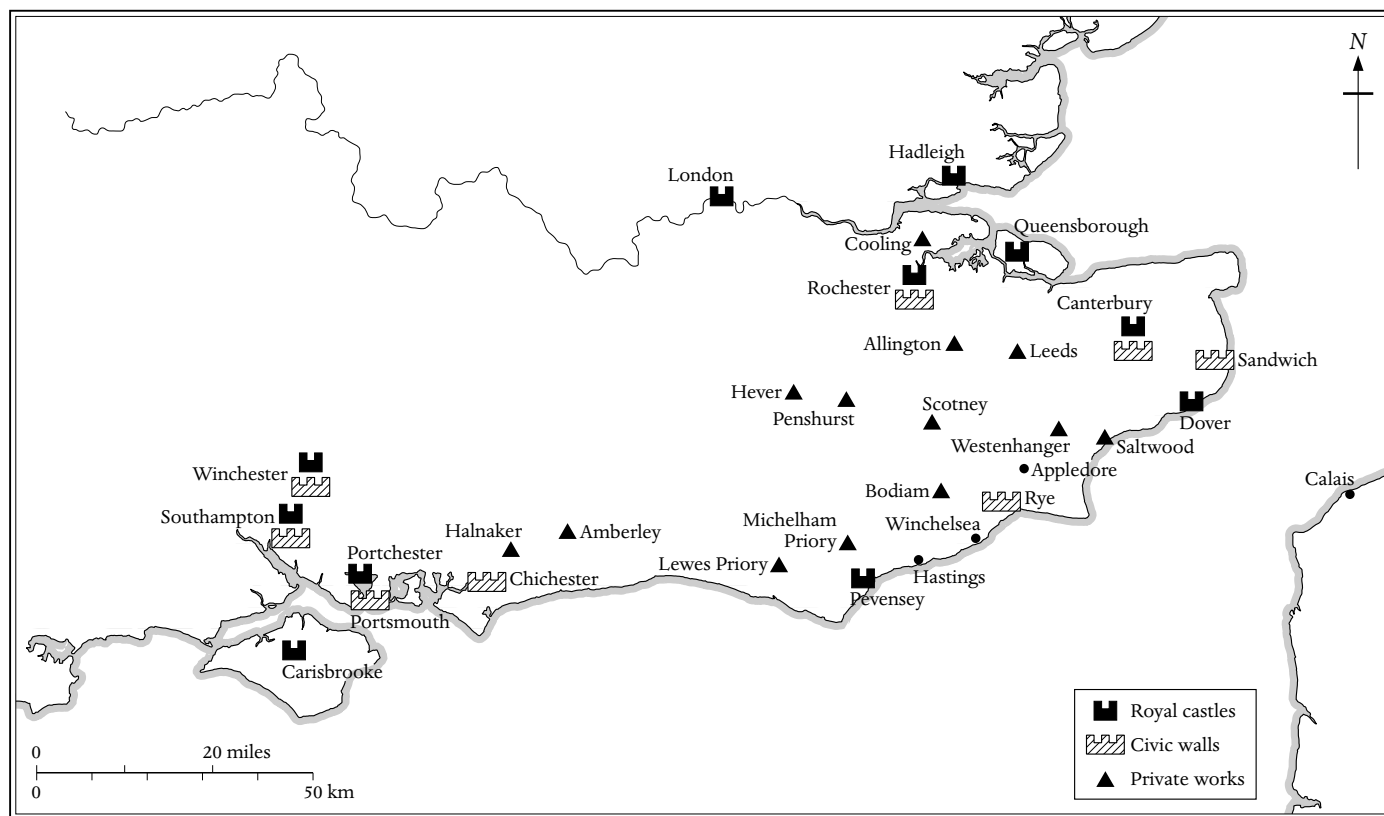 N
Hadleigh
London
Queensborough
Cooling
Rochester
Canterbury
Allington
Leeds
Sandwich
Hever
Penshurst
Scotney
Dover
Westenhanger
Saltwood
Winchester
Appledore
Calais
Bodiam
Rye
Southampton
Halnaker
Amberley
Michelham
Priory
Winchelsea
Portchester
Lewes Priory
Hastings
Chichester
Pevensey
Portsmouth
Carisbrooke
Royal castles
Civic walls
Private works
0 20 miles
0 50 km